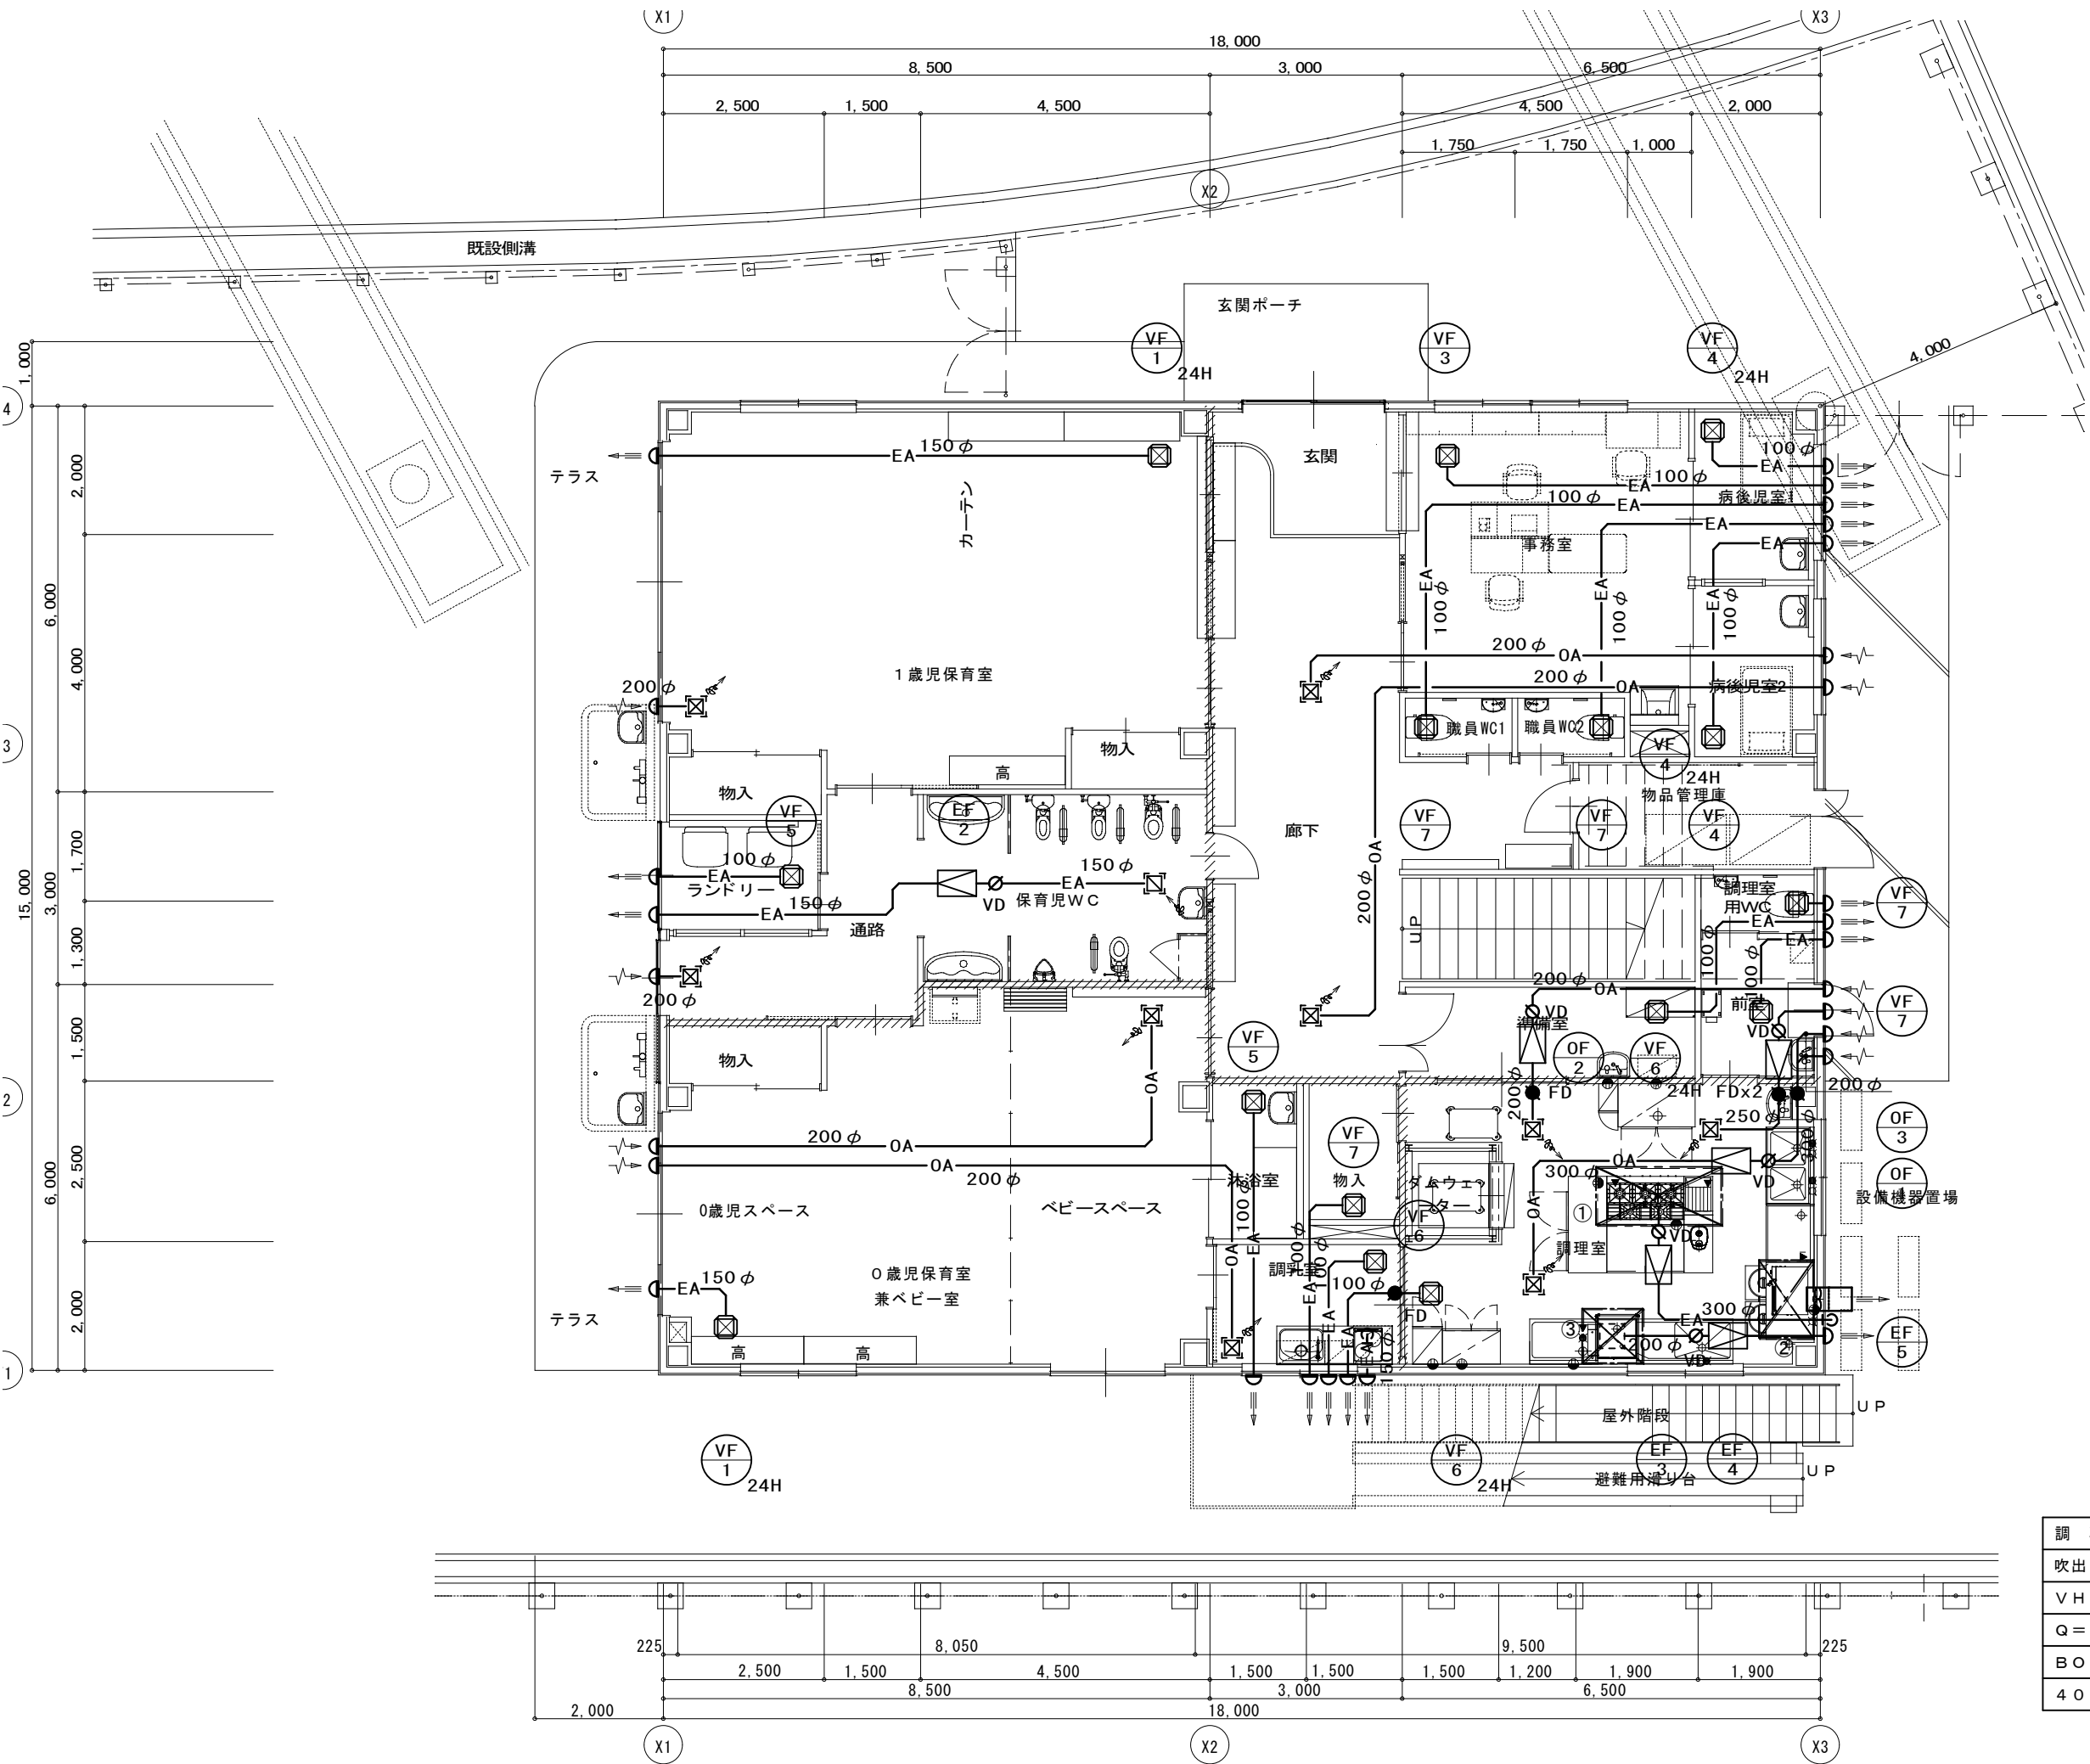 X1
X3
18,000
8,500
3,000
6,500
2,500
1,500
4,500
4,500
2,000
1,750
1,750
1,000
X2
既設側溝
玄関ポーチ
VF
1
24H
VF
3
VF
4
24H
4,000
1,000
4
テラス
EA
150φ
カーテン
玄関
100φ
EA
EA
100φ
病後児室
100φ
EA
EA
EA
事務室
2,000
6,000
4,000
EA
100φ
EA
100φ
EA
100φ
200φ
OA
200φ
OA
病後児室2
1歳児保育室
200φ
職員WC1
職員WC2
3
物入
高
VF
4
24H
物品管理庫
物入
VF
5
EF
2
廊下
VF
7
VF
7
VF
4
15,000
3,000
1,700
1,300
100φ
EA
ランドリー
150φ
EA
通路
VD
EA
150φ
保育児WC
OA
200φ
UP
調理室
用WC
EA
EA
100φ
100φ
VF
7
200φ
200φ
OA
VD
準備室
前室
VD
VF
7
1,500
物入
VF
5
OF
2
VF
6
24H
FD
FDx2
200φ
200φ
2
OA
250φ
300φ
OF
3
VF
7
200φ
OA
OA
200φ
沐浴室
物入
ダムウェーター
300φ
OA
VD
OF
設備機器置場
6,000
2,500
0歳児スペース
ベビースペース
100φ
EA
OA
VF
6
①
VD
調理室
OA
0歳児保育室
兼ベビー室
調乳室
100φ
EA
EA
EA
100φ
FD
EA
150φ
300φ
EA
2,000
テラス
高
高
③
200φ
VD
②
EF
5
EA
150φ
1
屋外階段
UP
VF
1
24H
VF
6
24H
EF
3
EF
4
避難用滑り台
UP
調
吹出
VH
Q=
BO
40
225
8,050
9,500
225
2,500
1,500
4,500
1,500
1,500
1,500
1,200
1,900
1,900
8,500
3,000
6,500
2,000
18,000
X1
X2
X3